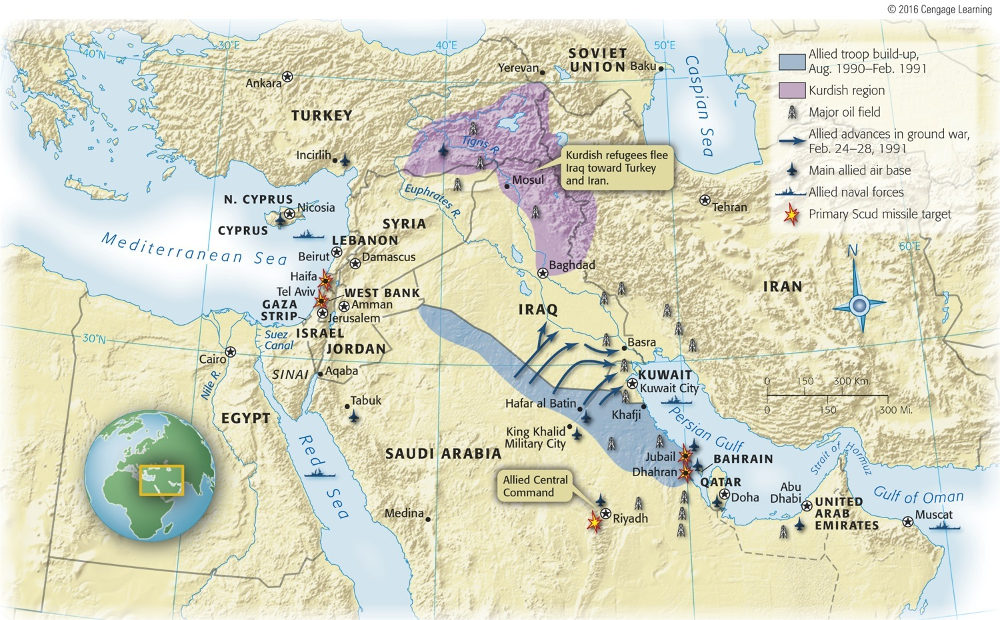 © 2016 Cengage Learning
40°N
30°E
40°E
50°E
60°E
30°N
SOVIET
UNION
Yerevan
Baku
Caspian Sea
Ankara
TURKEY
Incirlih
Tigris R.
Kurdish refugees flee
Iraq toward Turkey
and Iran.
Mosul
Euphrates R.
Tehran
N. CYPRUS
Nicosia
CYPRUS
SYRIA
Mediterranean Sea
LEBANON
Beirut
Damascus
Haifa
Tel Aviv
WEST BANK
GAZA
STRIP
Amman
Jerusalem
ISRAEL
Suez
Canal
JORDAN
Baghdad
IRAQ
IRAN
Basra
Cairo
SINAI
Aqaba
Nile R.
KUWAIT
Kuwait City
Tabuk
Hafar al Batin
Khafji
EGYPT
King Khalid
Military City
Persian Gulf
SAUDI ARABIA
Jubail
BAHRAIN
Dhahran
QATAR
Doha
Strait of Hormuz
Red Sea
Allied Central
Command
Abu
Dhabi
UNITED
ARAB
EMIRATES
Gulf of Oman
Medina
Riyadh
Muscat
Allied troop build-up,
Aug. 1990–Feb. 1991
Kurdish region
Major oil field
Allied advances in ground war,
Feb. 24–28, 1991
Main allied air base
Allied naval forces
Primary Scud missile target
N
0 150 300 Km.
0 150 300 Mi.